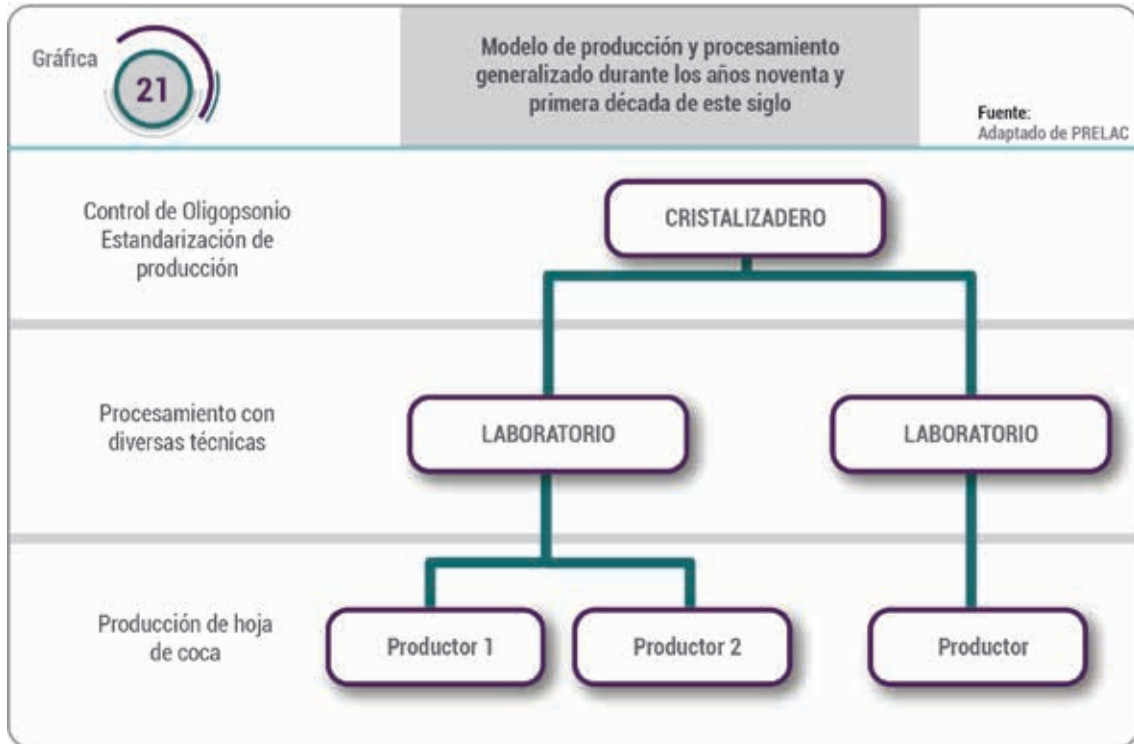 Gráfica
21
Modelo de producción y procesamiento
generalizado durante los años noventa y
primera década de este siglo
Fuente:
Adaptado de PRELAC
Control de Oligopsonio
Estandarización de
producción
CRISTALIZADERO
Procesamiento con
diversas técnicas
LABORATORIO
LABORATORIO
Producción de hoja
de coca
Productor 1
Productor 2
Productor